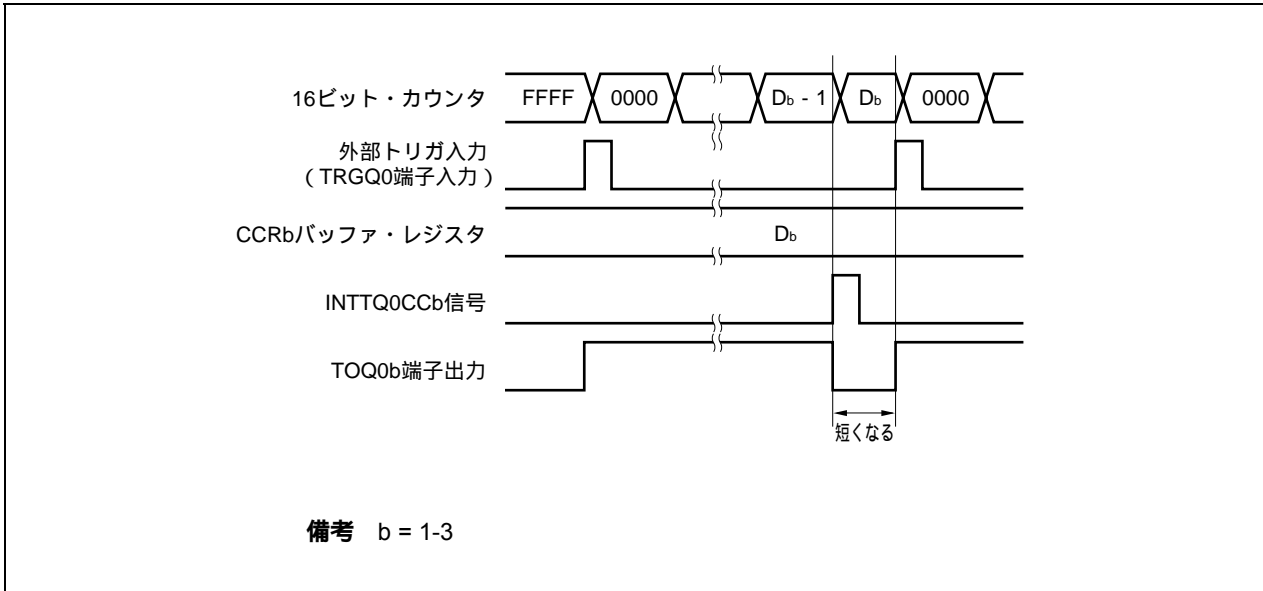 16ビット・カウンタ FFFF 0000 Db - 1 Db 0000
外部トリガ入力
(TRGQ0端子入力)
CCRbバッファ・レジスタ Db
INTTQ0CCb信号
TOQ0b端子出力
短くなる
備考 b = 1-3